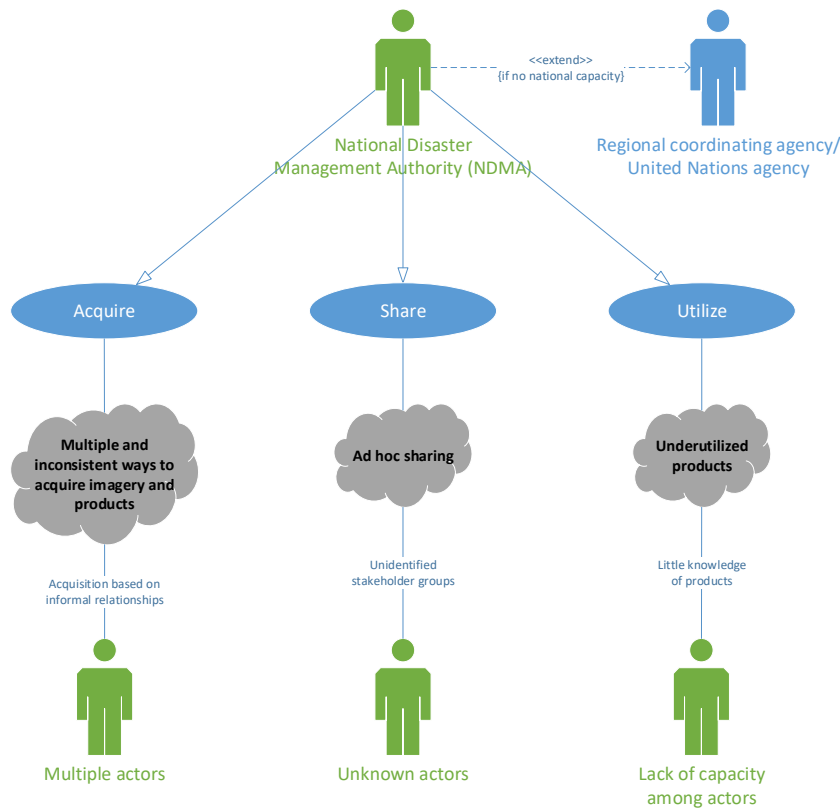 <<extend>>
{if no national capacity}
National Disaster
Management Authority (NDMA)
Regional coordinating agency/
United Nations agency
Acquire
Share
Utilize
Multiple and
inconsistent ways to
acquire imagery and
products
Ad hoc sharing
Underutilized
products
Acquisition based on
informal relationships
Unidentified
stakeholder groups
Little knowledge
of products
Multiple actors
Unknown actors
Lack of capacity
among actors